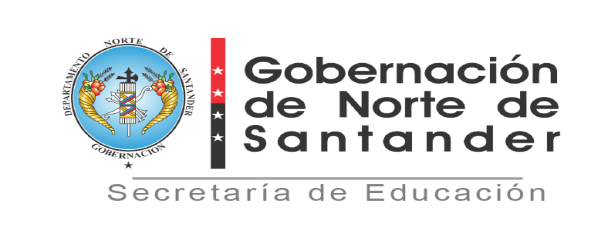 DEPARTAMENTO NORTE DE SANTANDER
GOBERNACIÓN
Gobernación
de Norte de
Santander
Secretaría de Educación